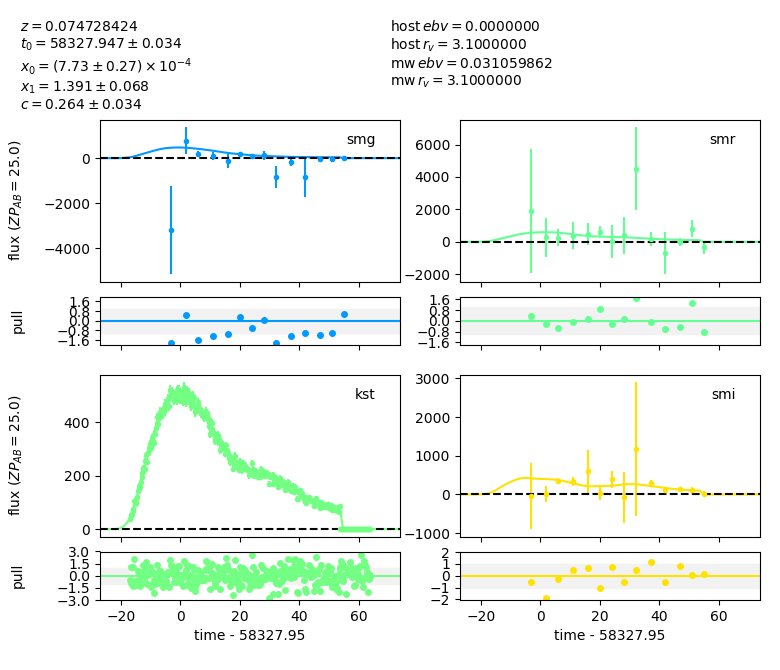 z = 0.074728424
t₀ = 58327.947 ± 0.034
x₀ = (7.73 ± 0.27) × 10⁻⁴
x₁ = 1.391 ± 0.068
c = 0.264 ± 0.034
host ebv = 0.0000000
host r_v = 3.1000000
mw ebv = 0.031059862
mw r_v = 3.1000000
flux (ZP_AB = 25.0)
0
−2000
−4000
smg
6000
4000
2000
0
−2000
smr
pull
1.6
0.8
0.0
−0.8
−1.6
1.6
0.8
0.0
−0.8
−1.6
flux (ZP_AB = 25.0)
400
200
0
kst
3000
2000
1000
0
−1000
smi
pull
3.0
1.5
0.0
−1.5
−3.0
2
1
0
−1
−2
−20 0 20 40 60
−20 0 20 40 60
time - 58327.95
time - 58327.95